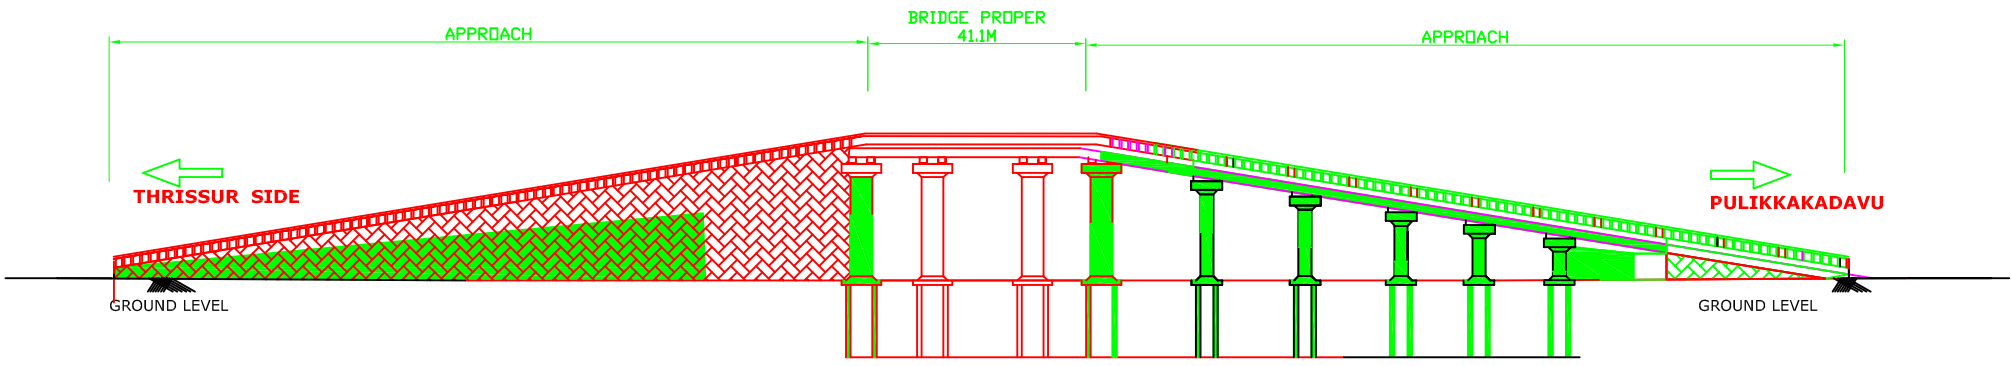 BRIDGE PROPER
APPROACH
41.1M
APPROACH
THRISSUR SIDE
PULIKKAKADAVU
GROUND LEVEL
GROUND LEVEL